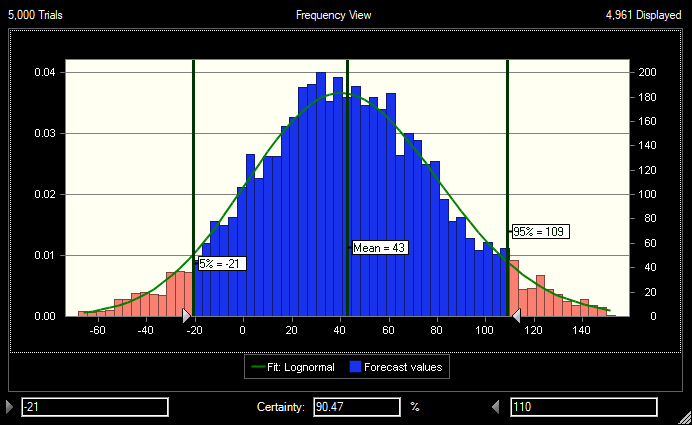 5,000 Trials Frequency View 4,961 Displayed
0.04 200
180
0.03 160
140
120
0.02 100
80
95% = 109
Mean = 43
0.01 60
5% = -21
40
20
0.00 0
-60 -40 -20 0 20 40 60 80 100 120 140
Fit: Lognormal Forecast values
-21 Certainty: 90.47 % 110